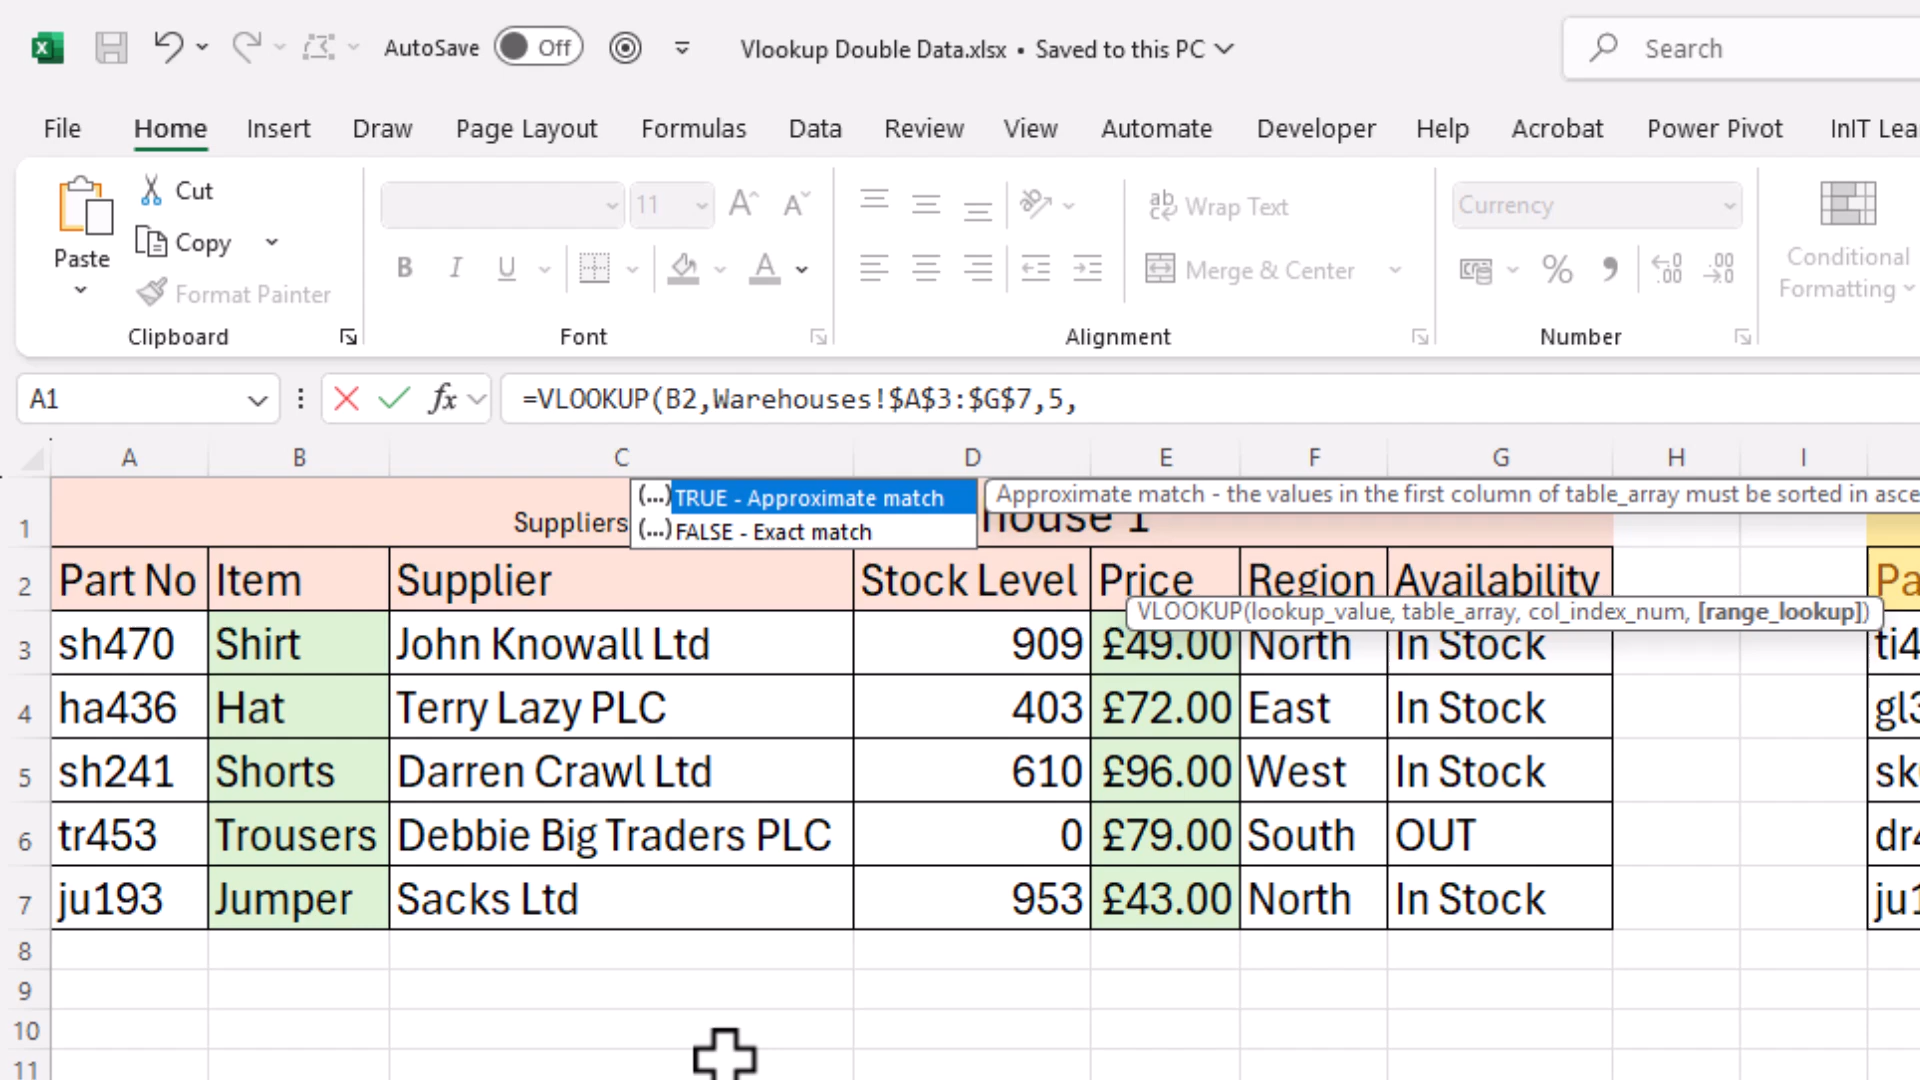 AutoSave Off Vlookup Double Data.xlsx • Saved to this PC Search
File Home Insert Draw Page Layout Formulas Data Review View Automate Developer Help Acrobat Power Pivot InIT Lea
Paste Cut Copy Format Painter
Clipboard
11 A A
B I U A
Font
ab c Wrap Text
Merge & Center
Alignment
Currency
% 9 .00 .00
Number
Conditional
Formatting
A1 fx =VLOOKUP(B2,Warehouses!$A$3:$G$7,5,
A B C D E F G H I
1 Suppliers house 1
(...) TRUE - Approximate match
(...) FALSE - Exact match
Approximate match - the values in the first column of table_array must be sorted in asce
2 Part No Item Supplier Stock Level Price Region Availability Pa
VLOOKUP(lookup_value, table_array, col_index_num, [range_lookup])
3 sh470 Shirt John Knowall Ltd 909 £49.00 North In Stock ti4
4 ha436 Hat Terry Lazy PLC 403 £72.00 East In Stock gl3
5 sh241 Shorts Darren Crawl Ltd 610 £96.00 West In Stock sk
6 tr453 Trousers Debbie Big Traders PLC 0 £79.00 South OUT dr4
7 ju193 Jumper Sacks Ltd 953 £43.00 North In Stock ju1
8
9
10
11